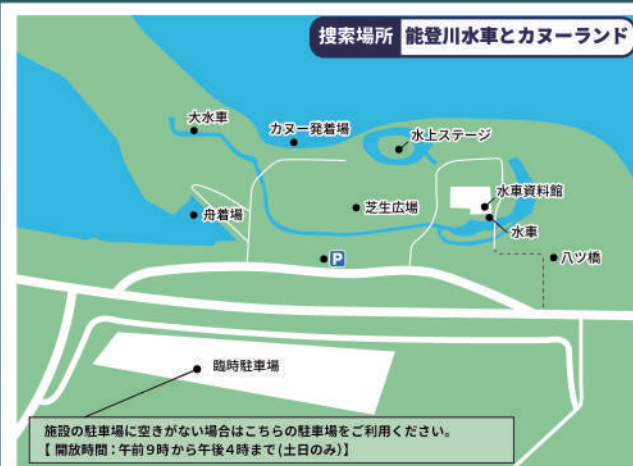 捜索場所 能登川水車とカヌーランド
大水車
カヌー発着場
水上ステージ
水車資料館
舟着場
芝生広場
水車
P
八ツ橋
臨時駐車場
施設の駐車場に空きがない場合はこちらの駐車場をご利用ください。
【 開放時間：午前9時から午後4時まで(土日のみ)】